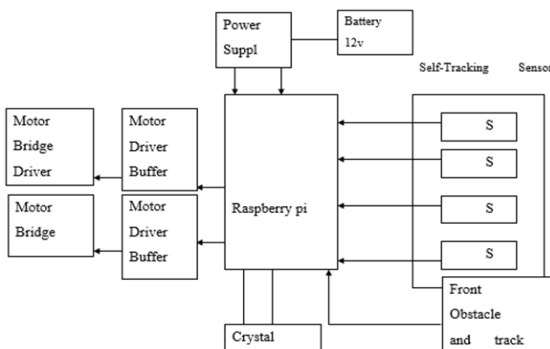 Power
Suppl
Battery
12v
Self-Tracking Sensor
Motor
Bridge
Driver
Motor
Driver
Buffer
S
S
Raspberry pi
Motor
Bridge
Motor
Driver
Buffer
S
S
Front
Obstacle
and track
Crystal